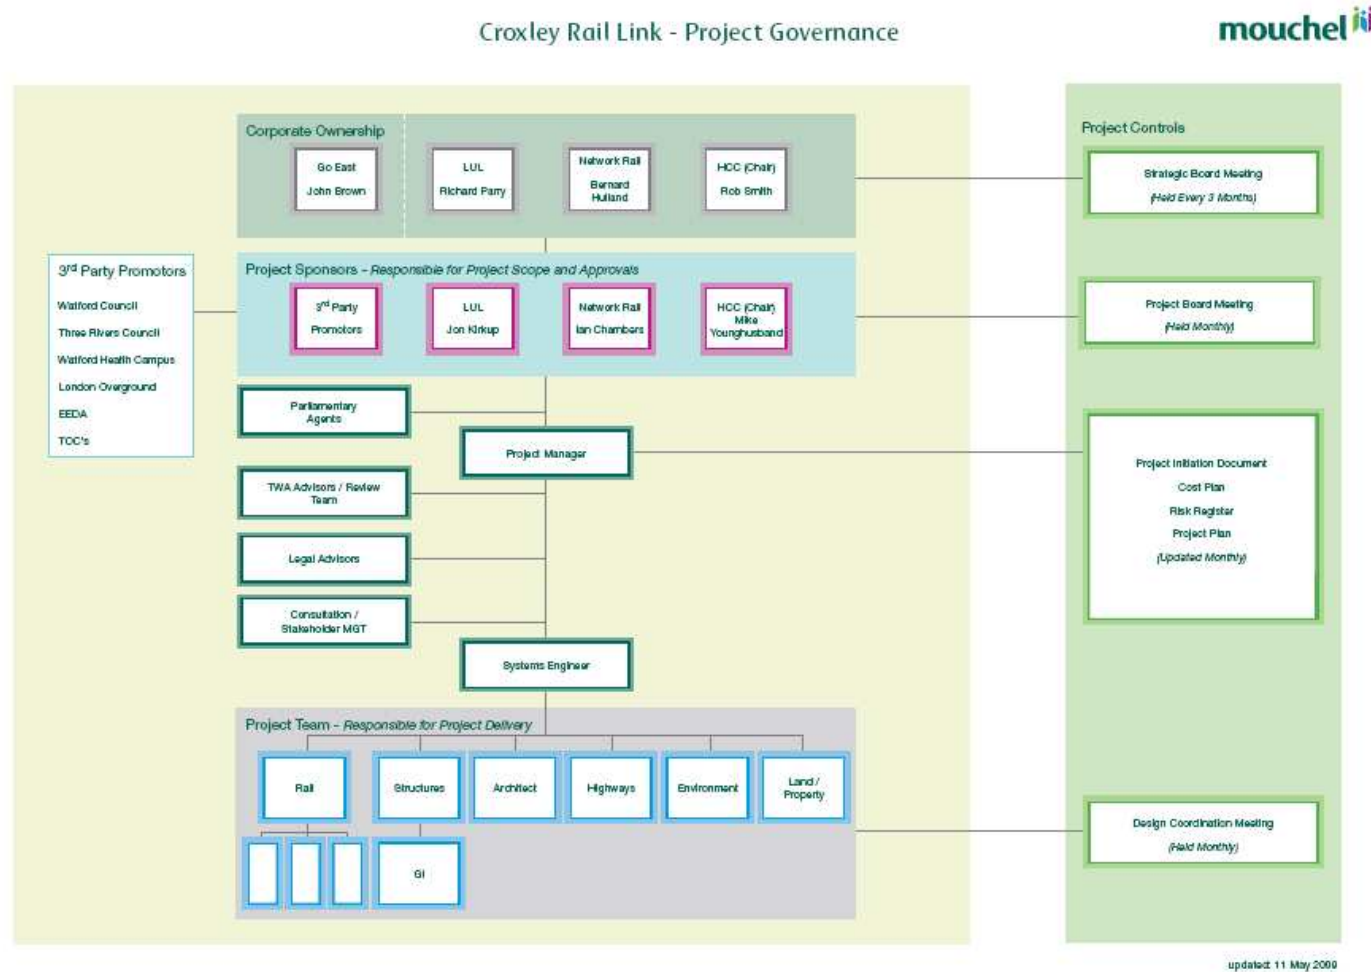 Croxley Rail Link - Project Governance
mouchel
Corporate Ownership
Go East
John Brown
LUL
Richard Parry
Network Rail
Bernard
Hulland
HCC (Chair)
Rob Smith
Project Controls
Strategic Board Meeting
(Held Every 3 Months)
3rd Party Promotors
Watford Council
Three Rivers Council
Watford Health Campus
London Overground
EEDA
TOC's
Project Sponsors – Responsible for Project Scope and Approvals
3rd Party
Promotors
LUL
Jon Kirkup
Network Rail
Ian Chambers
HCC (Chair)
Mike
Younghusband
Project Board Meeting
(Held Monthly)
Parliamentary
Agents
Project Manager
TWA Advisors / Review
Team
Legal Advisors
Consultation /
Stakeholder MGT
Systems Engineer
Project Initiation Document
Cost Plan
Risk Register
Project Plan
(Updated Monthly)
Project Team – Responsible for Project Delivery
Rail
Structures
Architect
Highways
Environment
Land /
Property
GI
Design Coordination Meeting
(Held Monthly)
updated: 11 May 2009